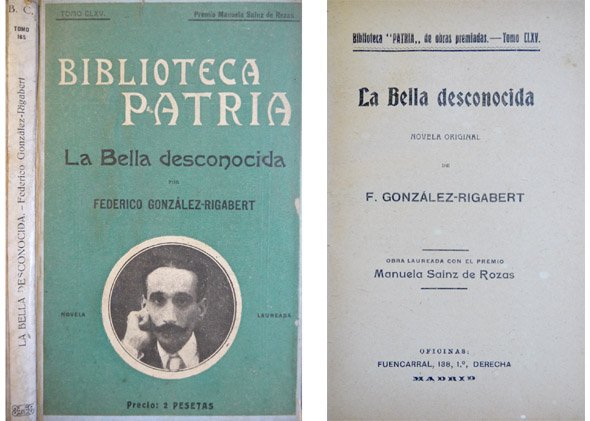 B. C.
TOMO
165
LA BELLA DESCONOCIDA.-Federico González-Rigabert
TOMO CLXV.
Premio Manuela Sainz de Rozas
BIBLIOTECA
PATRIA
La Bella desconocida
POR
FEDERICO GONZÁLEZ-RIGABERT
NOVELA
LAUREADA
Precio: 2 PESETAS
Biblioteca "PATRIA„ de obras premiadas.—Tomo CLXV.
La Bella desconocida
NOVELA ORIGINAL
DE
F. GONZÁLEZ-RIGABERT
OBRA LAUREADA CON EL PREMIO
Manuela Sainz de Rozas
OFICINAS:
FUENCARRAL, 138, 1.º, DERECHA
MADRID